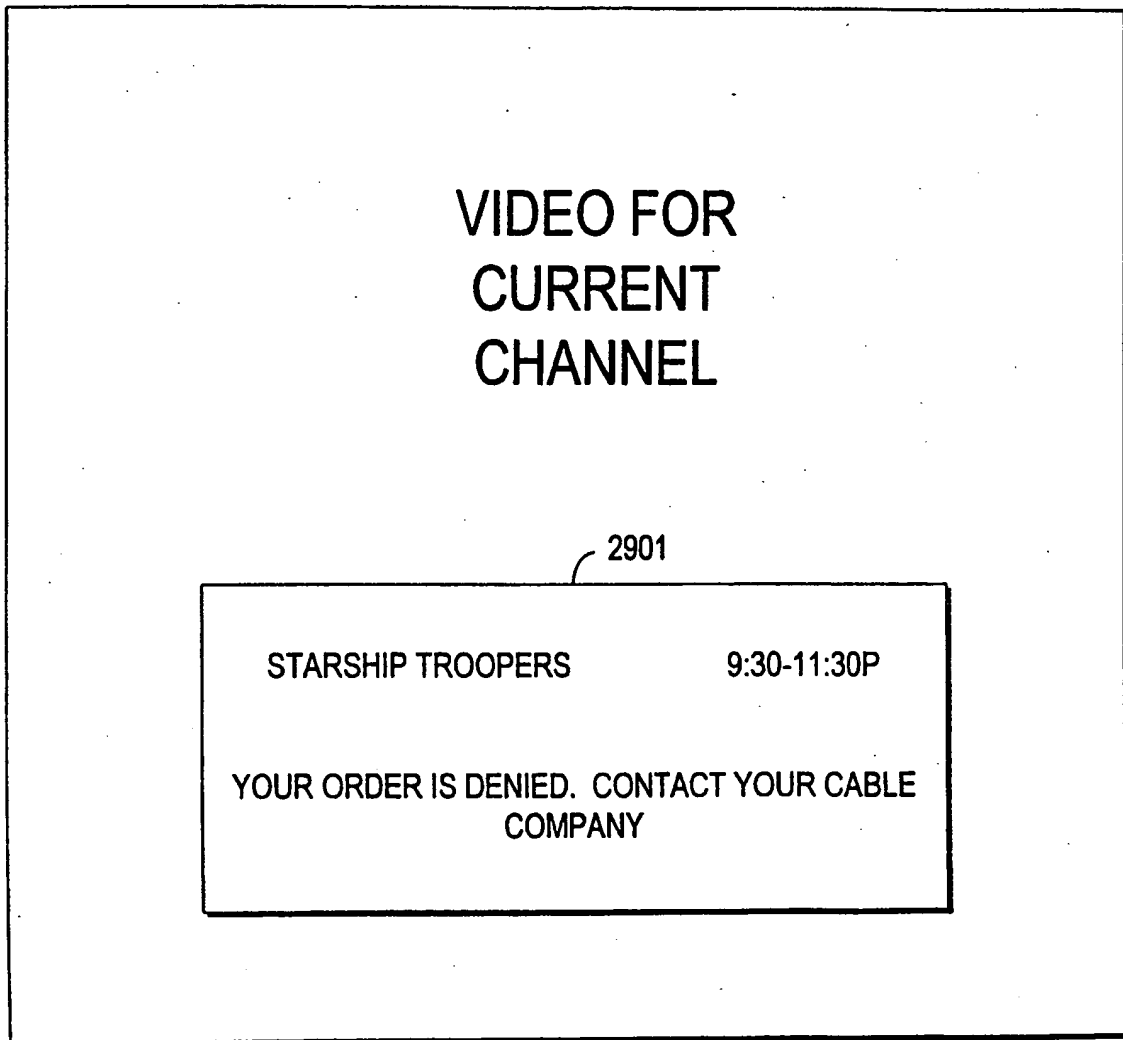 VIDEO FOR
CURRENT
CHANNEL
2901
STARSHIP TROOPERS 9:30-11:30P
YOUR ORDER IS DENIED. CONTACT YOUR CABLE
COMPANY